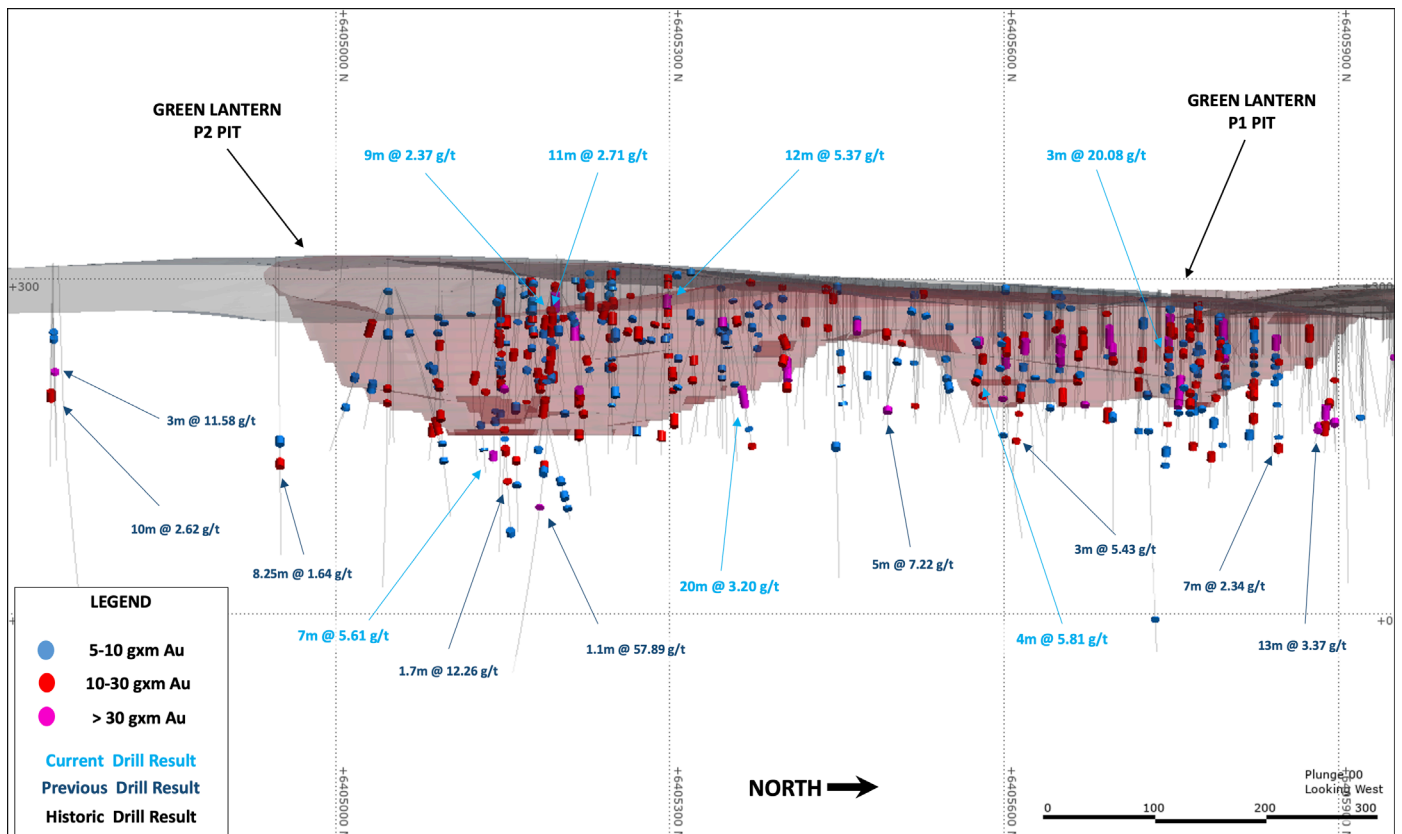 +6405000 N
+6405300 N
+6405600 N
+6405900 N
GREEN LANTERN
P2 PIT
GREEN LANTERN
P1 PIT
9m @ 2.37 g/t
11m @ 2.71 g/t
12m @ 5.37 g/t
3m @ 20.08 g/t
+300
3m @ 11.58 g/t
10m @ 2.62 g/t
8.25m @ 1.64 g/t
7m @ 5.61 g/t
1.7m @ 12.26 g/t
1.1m @ 57.89 g/t
20m @ 3.20 g/t
5m @ 7.22 g/t
3m @ 5.43 g/t
4m @ 5.81 g/t
7m @ 2.34 g/t
13m @ 3.37 g/t
+0
LEGEND
5-10 gxm Au
10-30 gxm Au
> 30 gxm Au
Current Drill Result
Previous Drill Result
Historic Drill Result
NORTH
Plunge 00
Looking West
0 100 200 300
+6405000 N
+6405300 N
+6405600 N
+6405900 N